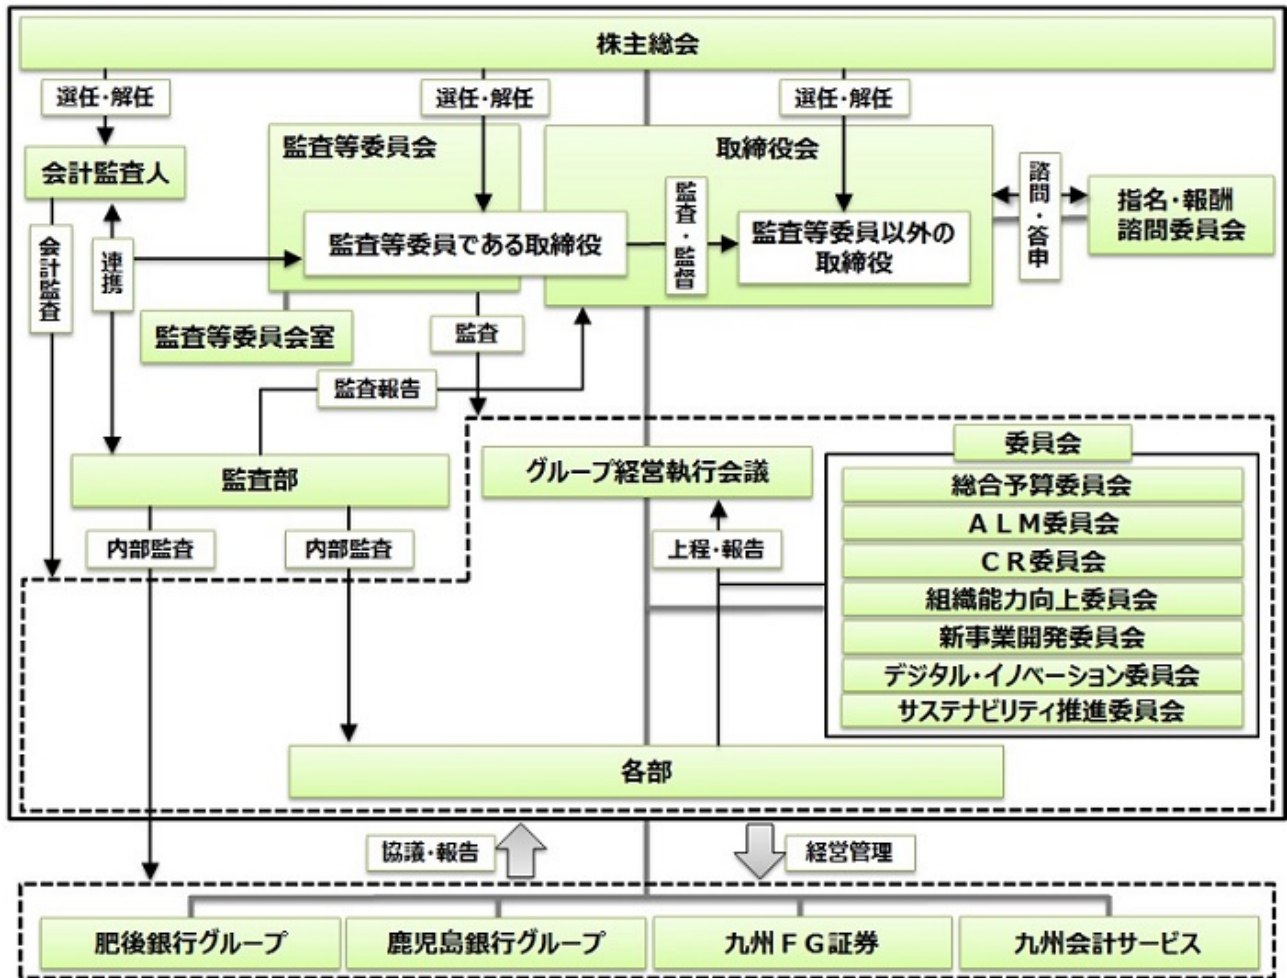 株主総会
選任・解任
選任・解任
選任・解任
会計監査人
監査等委員会
取締役会
監査等委員である取締役
監査・監督
監査等委員以外の
取締役
諮問・答申
指名・報酬
諮問委員会
会計監査
連携
監査等委員会室
監査
監査報告
監査部
グループ経営執行会議
委員会
総合予算委員会
ＡＬＭ委員会
ＣＲ委員会
組織能力向上委員会
新事業開発委員会
デジタル・イノベーション委員会
サステナビリティ推進委員会
内部監査
内部監査
上程・報告
各部
協議・報告
経営管理
肥後銀行グループ
鹿児島銀行グループ
九州ＦＧ証券
九州会計サービス